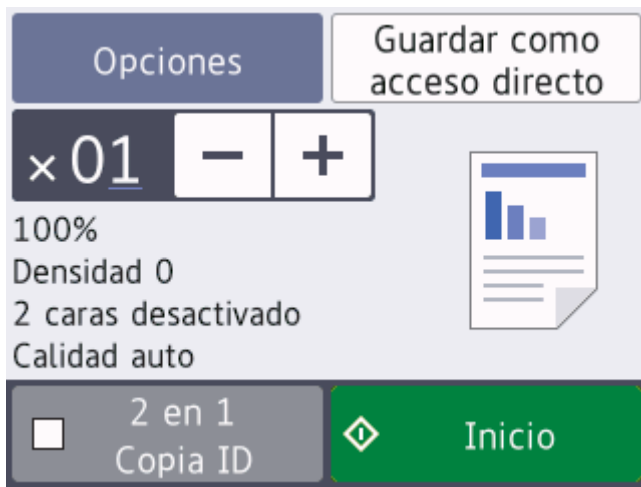 Opciones
Guardar como
acceso directo
× 01
− +
100%
Densidad 0
2 caras desactivado
Calidad auto
2 en 1
Copia ID
Inicio